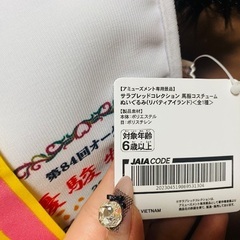 【アミューズメント専用景品】
サラブレッドコレクション 馬服コスチューム
ぬいぐるみ(リバティアイランド)<全1種>
【製品素材】
本体：ポリエステル
目：ポリスチレン
対象年齢
6歳以上
JAIA CODE
VIETNAM
第84回オー
優駿